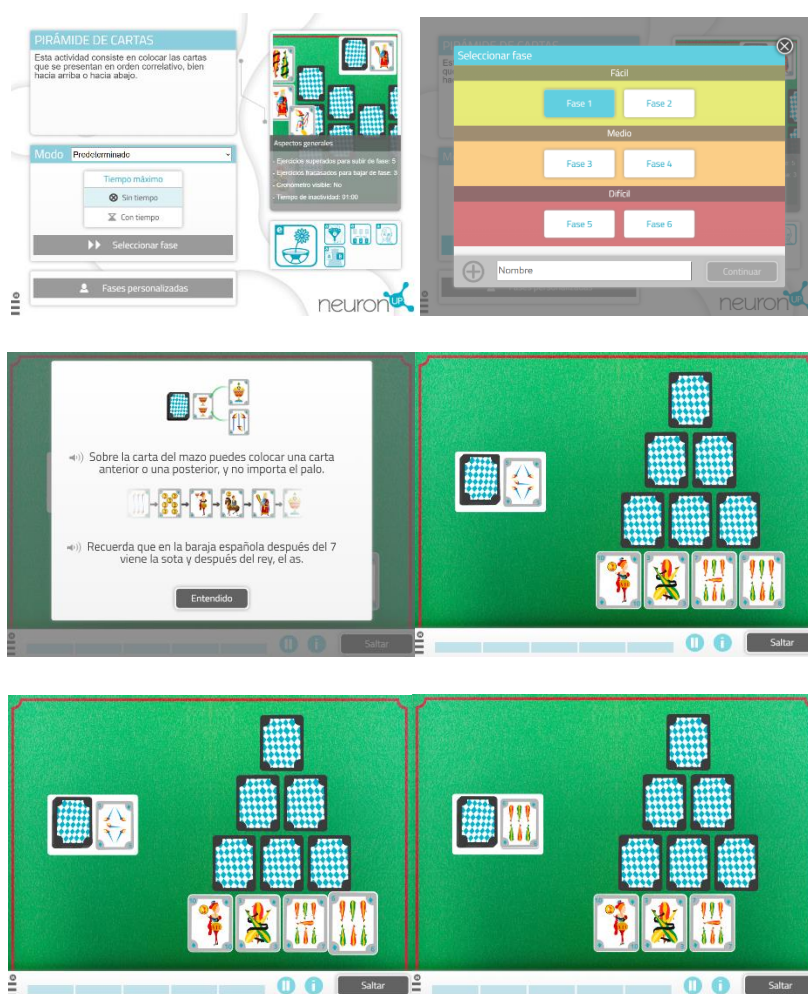 PIRÁMIDE DE CARTAS
Esta actividad consiste en colocar las cartas
que se presentan en orden correlativo, bien
hacia arriba o hacia abajo.
Modo
Predeterminado
Tiempo máximo
Sin tiempo
Con tiempo
Seleccionar fase
Fases personalizadas
Aspectos generales
- Ejercicios superados para subir de fase: 5
- Ejercicios fracasados para bajar de fase: 3
- Cronómetro visible: No
- Tiempo de inactividad: 01:00
neuronUP
Seleccionar fase
Fácil
Fase 1
Fase 2
Medio
Fase 3
Fase 4
Difícil
Fase 5
Fase 6
Nombre
Continuar
neuronUP
Sobre la carta del mazo puedes colocar una carta
anterior o una posterior, y no importa el palo.
Recuerda que en la baraja española después del 7
viene la sota y después del rey, el as.
Entendido
Saltar
Saltar
Saltar
Saltar